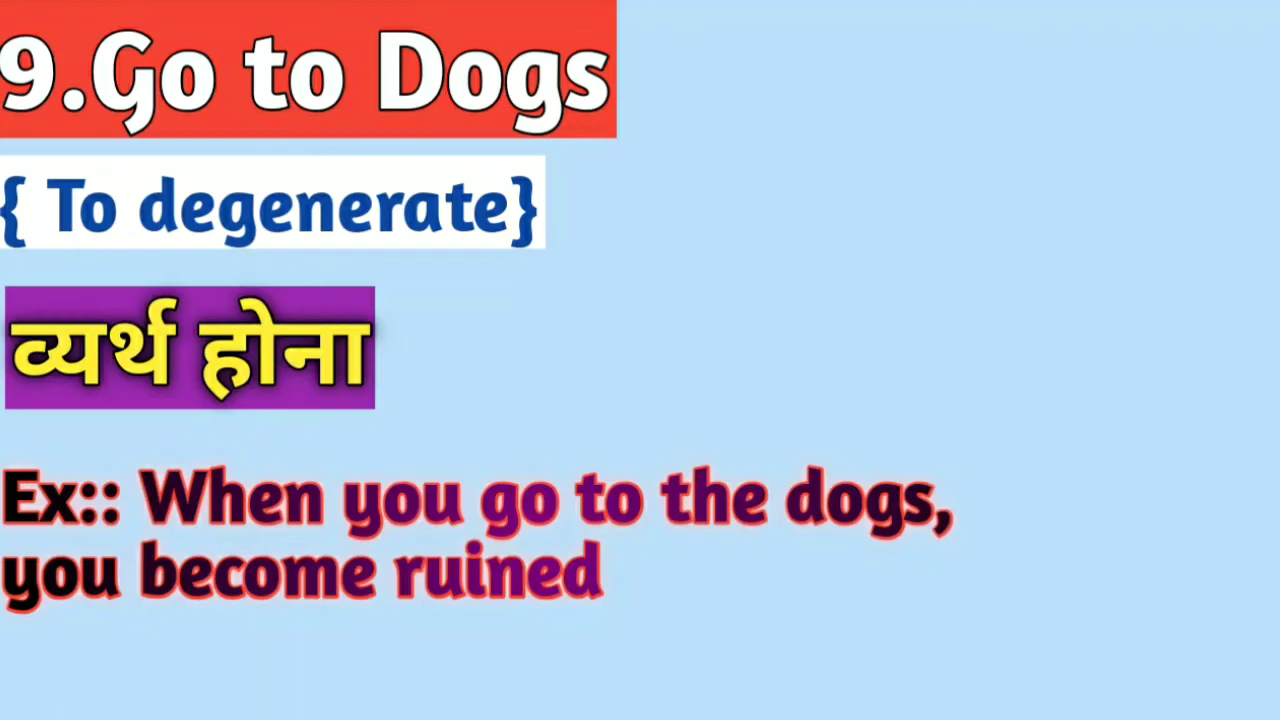 9.Go to Dogs
{ To degenerate}
व्यर्थ होना
Ex:: When you go to the dogs,
you become ruined